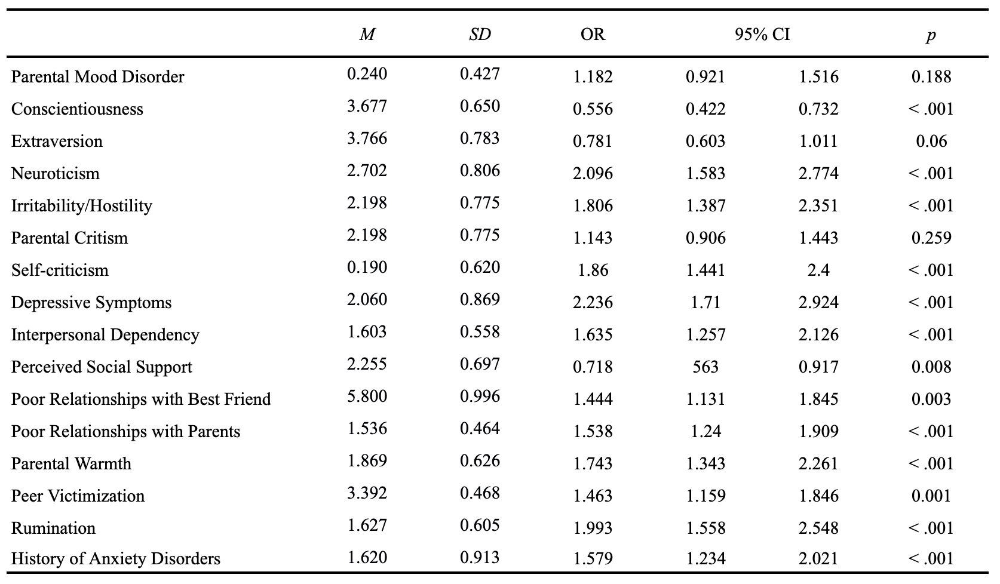 M SD OR 95% CI p
Parental Mood Disorder 0.240 0.427 1.182 0.921 1.516 0.188
Conscientiousness 3.677 0.650 0.556 0.422 0.732 < .001
Extraversion 3.766 0.783 0.781 0.603 1.011 0.06
Neuroticism 2.702 0.806 2.096 1.583 2.774 < .001
Irritability/Hostility 2.198 0.775 1.806 1.387 2.351 < .001
Parental Critism 2.198 0.775 1.143 0.906 1.443 0.259
Self-criticism 0.190 0.620 1.86 1.441 2.4 < .001
Depressive Symptoms 2.060 0.869 2.236 1.71 2.924 < .001
Interpersonal Dependency 1.603 0.558 1.635 1.257 2.126 < .001
Perceived Social Support 2.255 0.697 0.718 563 0.917 0.008
Poor Relationships with Best Friend 5.800 0.996 1.444 1.131 1.845 0.003
Poor Relationships with Parents 1.536 0.464 1.538 1.24 1.909 < .001
Parental Warmth 1.869 0.626 1.743 1.343 2.261 < .001
Peer Victimization 3.392 0.468 1.463 1.159 1.846 0.001
Rumination 1.627 0.605 1.993 1.558 2.548 < .001
History of Anxiety Disorders 1.620 0.913 1.579 1.234 2.021 < .001